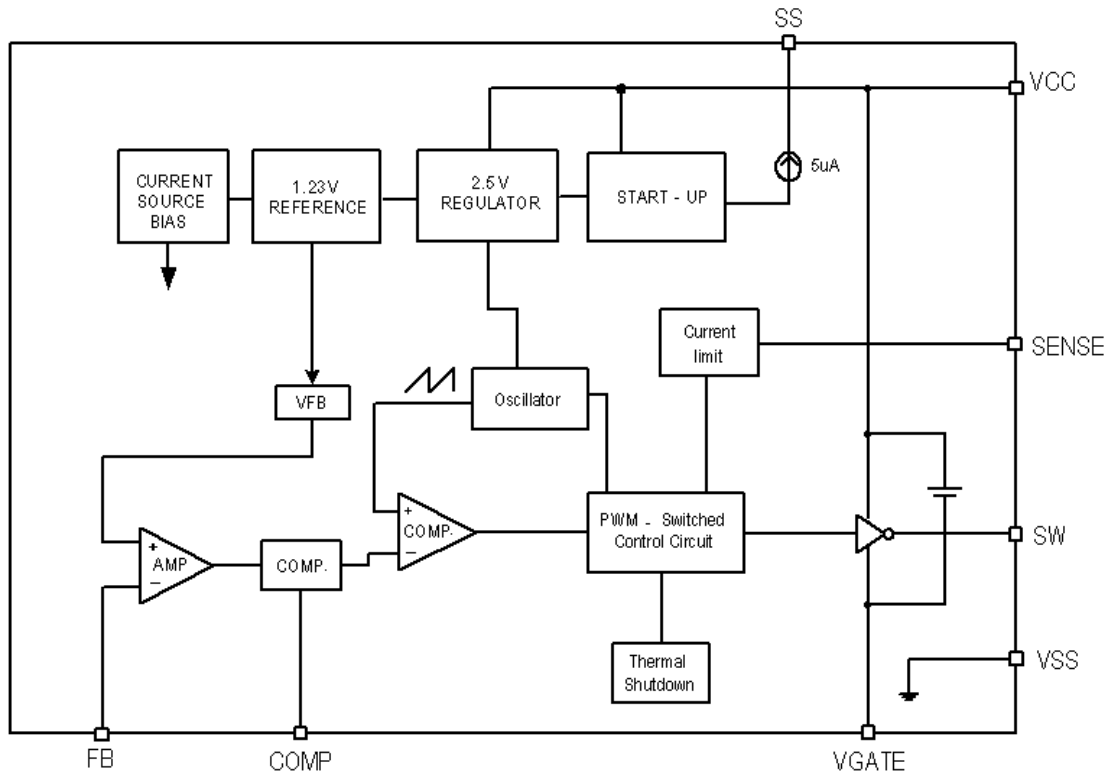 SS
VCC
5uA
CURRENT
SOURCE
BIAS
1.23V
REFERENCE
2.5V
REGULATOR
START - UP
Current
limit
SENSE
VFB
Oscillator
+
COMP.
−
PWM - Switched
Control Circuit
SW
+
AMP
−
COMP.
Thermal
Shutdown
VSS
FB
COMP
VGATE